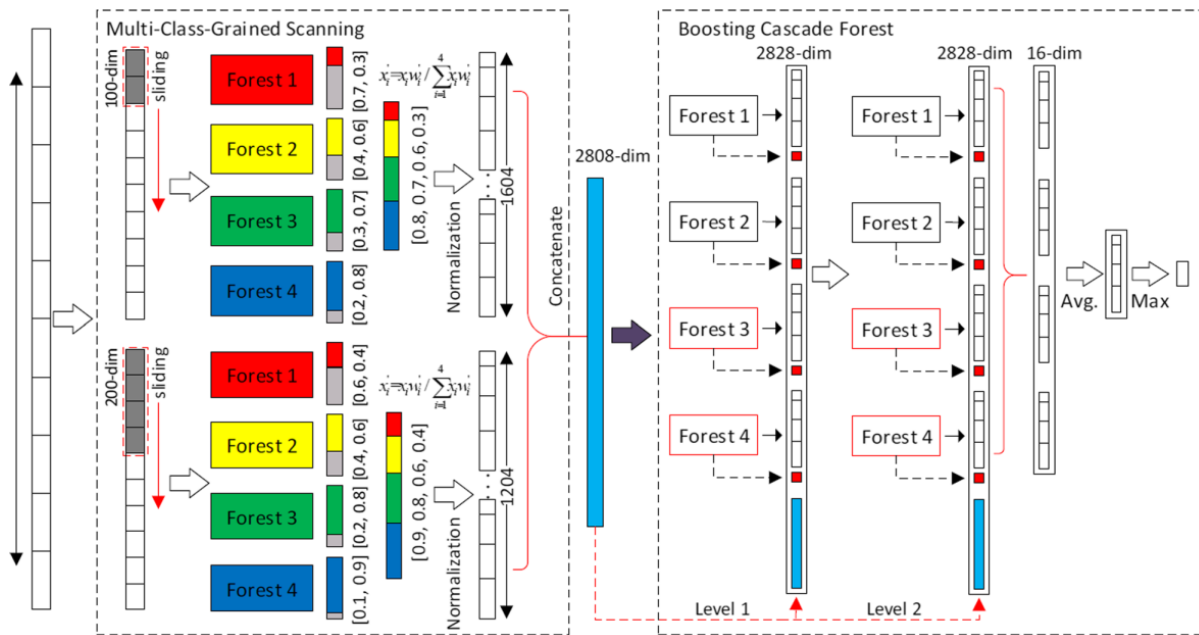 Multi-Class-Grained Scanning
100-dim
sliding
Forest 1
Forest 2
Forest 3
Forest 4
[0.7, 0.3]
[0.4, 0.6]
[0.3, 0.7]
[0.2, 0.8]
[0.8, 0.7, 0.6, 0.3]
Normalization
1604
200-dim
sliding
Forest 1
Forest 2
Forest 3
Forest 4
[0.6, 0.4]
[0.4, 0.6]
[0.2, 0.8]
[0.1, 0.9]
[0.9, 0.8, 0.6, 0.4]
Normalization
1204
Concatenate
2808-dim
Boosting Cascade Forest
2828-dim
Forest 1
Forest 2
Forest 3
Forest 4
Level 1
2828-dim
Forest 1
Forest 2
Forest 3
Forest 4
Level 2
16-dim
Avg.
Max